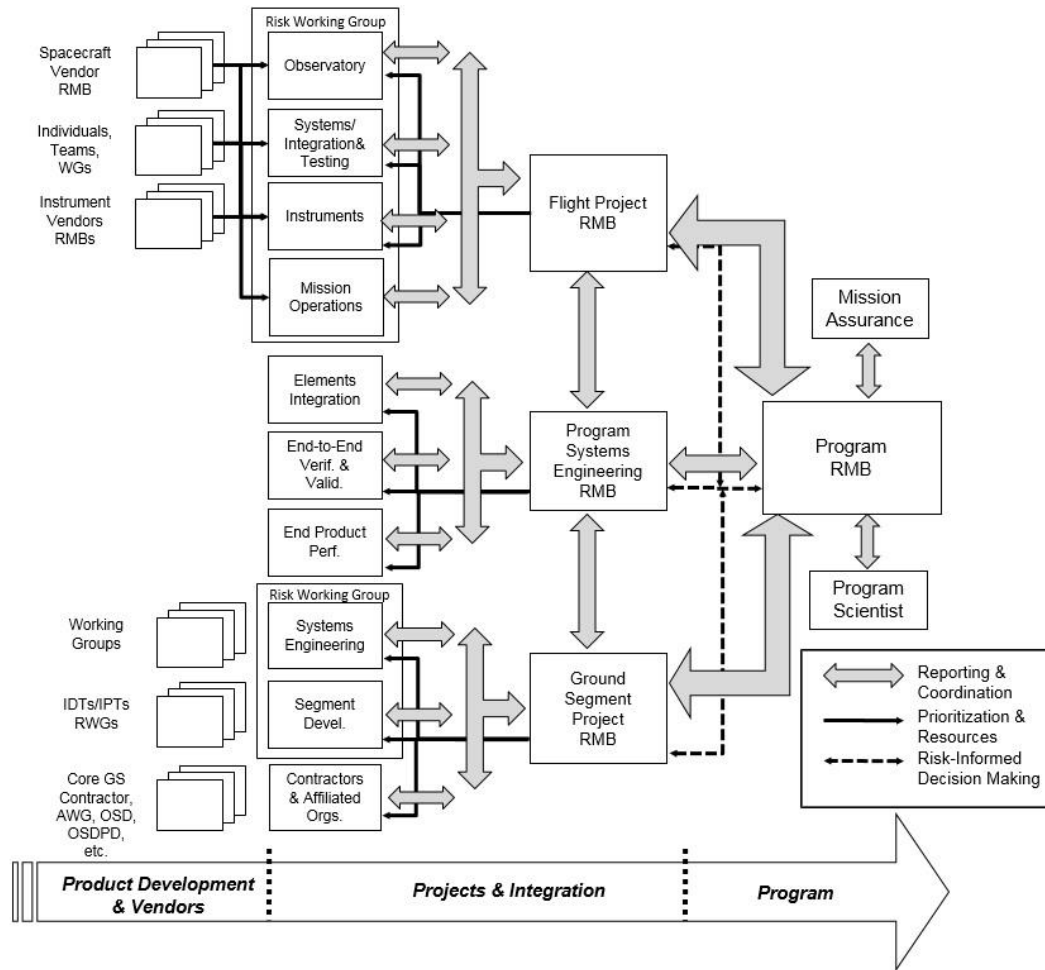 Risk Working Group
Spacecraft
Vendor
RMB
Observatory
Individuals,
Teams,
WGs
Systems/
Integration&
Testing
Instrument
Vendors
RMBs
Instruments
Mission
Operations
Flight Project
RMB
Mission
Assurance
Elements
Integration
End-to-End
Verif. &
Valid.
End Product
Perf.
Program
Systems
Engineering
RMB
Program
RMB
Program
Scientist
Risk Working Group
Working
Groups
Systems
Engineering
IDTs/IPTs
RWGs
Segment
Devel.
Core GS
Contractor,
AWG, OSD,
OSDPD,
etc.
Contractors
& Affiliated
Orgs.
Ground
Segment
Project
RMB
Reporting &
Coordination
Prioritization &
Resources
Risk-Informed
Decision Making
Product Development
& Vendors
Projects & Integration
Program